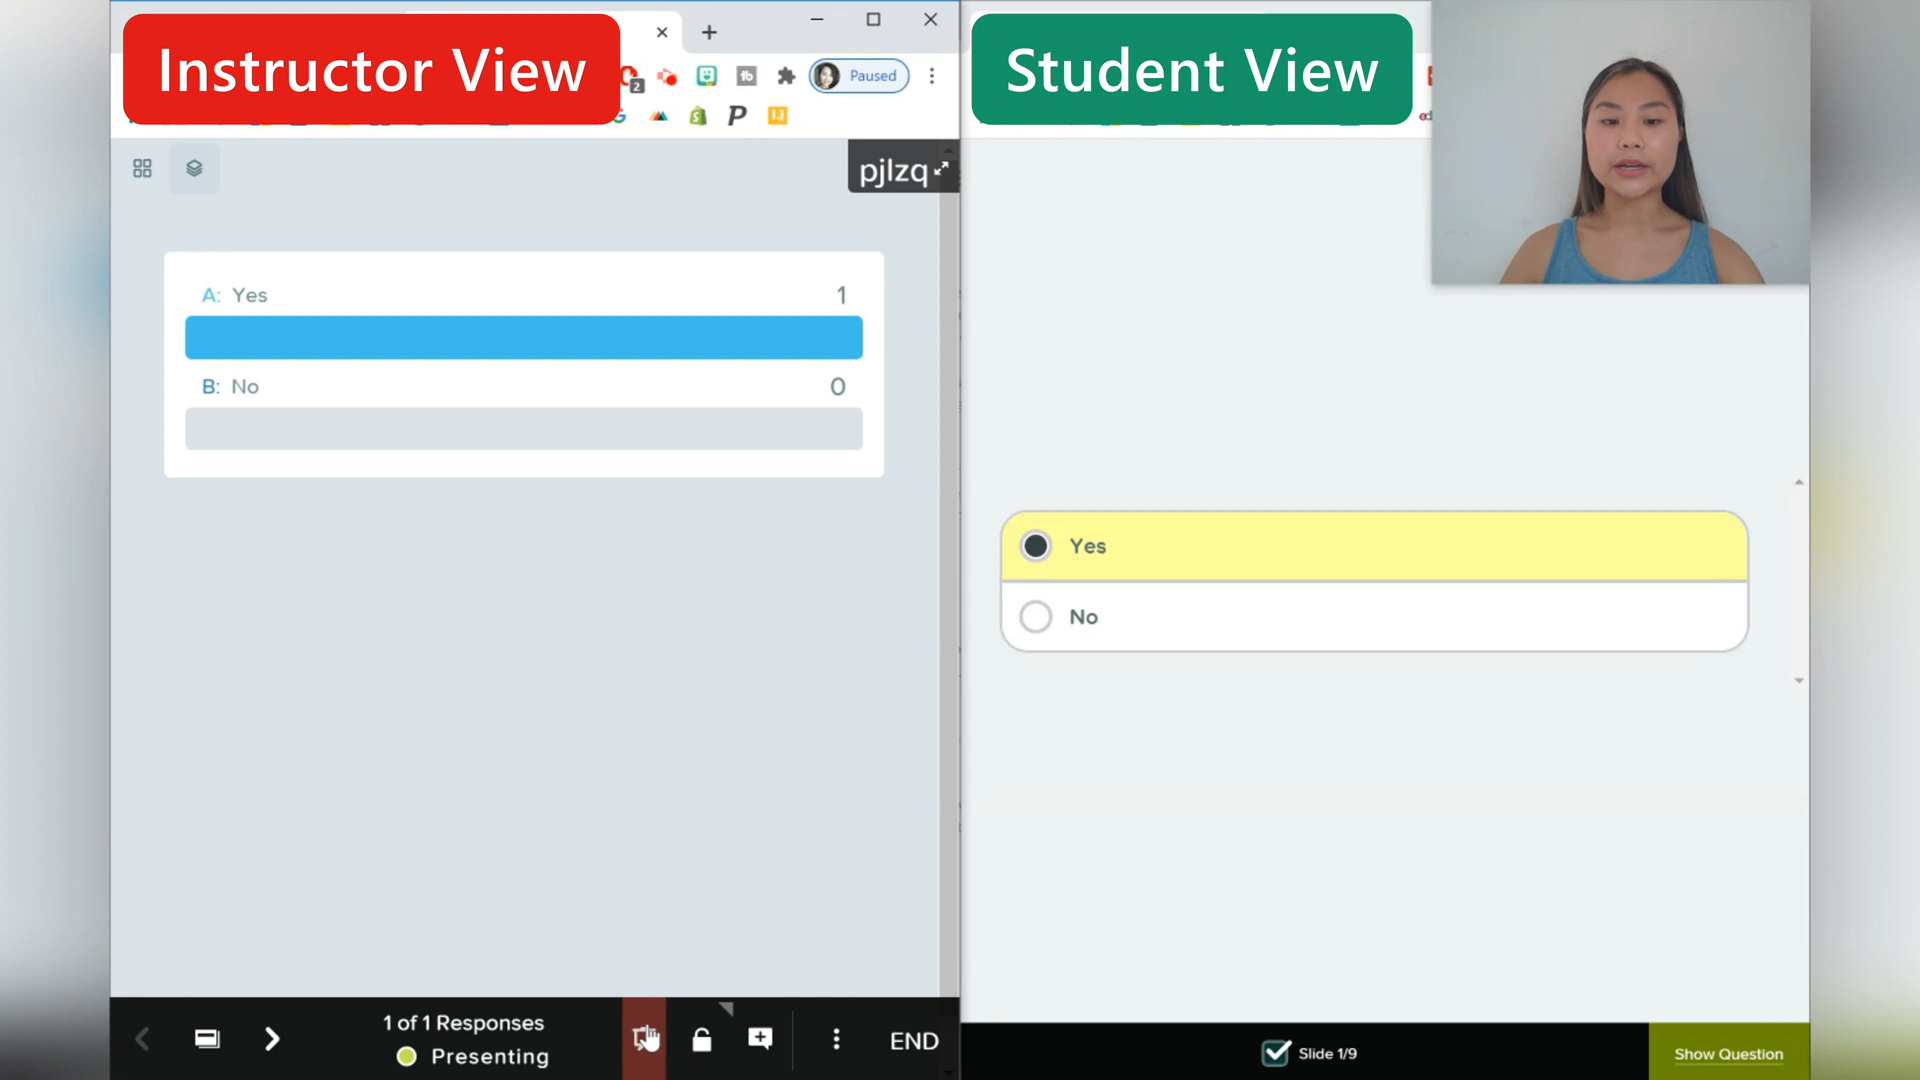 Instructor View
Student View
2
Paused
pjlzq
A: Yes 1
B: No 0
Yes
No
1 of 1 Responses
Presenting
END
Slide 1/9
Show Question